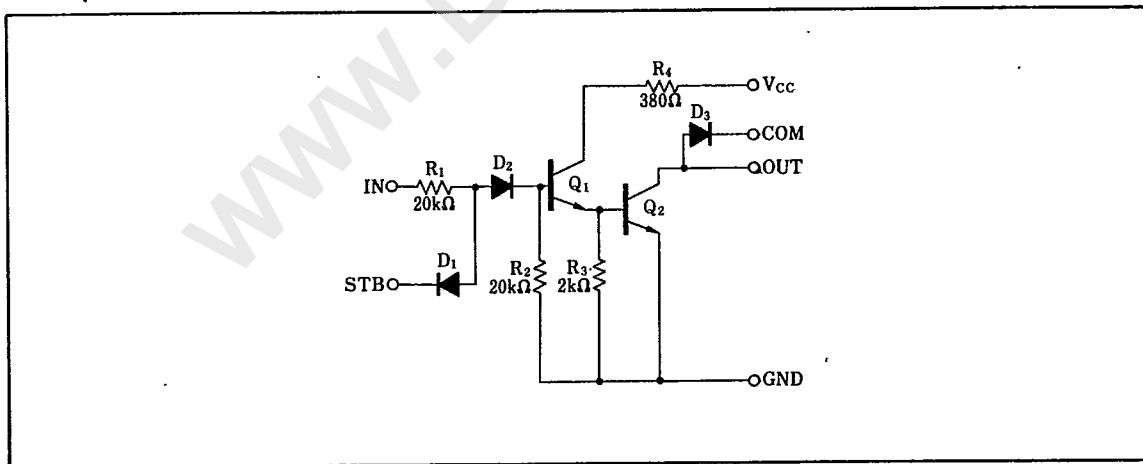 R4
380Ω
VCC
D3
COM
OUT
IN
R1
20kΩ
D2
Q1
Q2
STB
D1
R2
20kΩ
R3
2kΩ
GND
www.